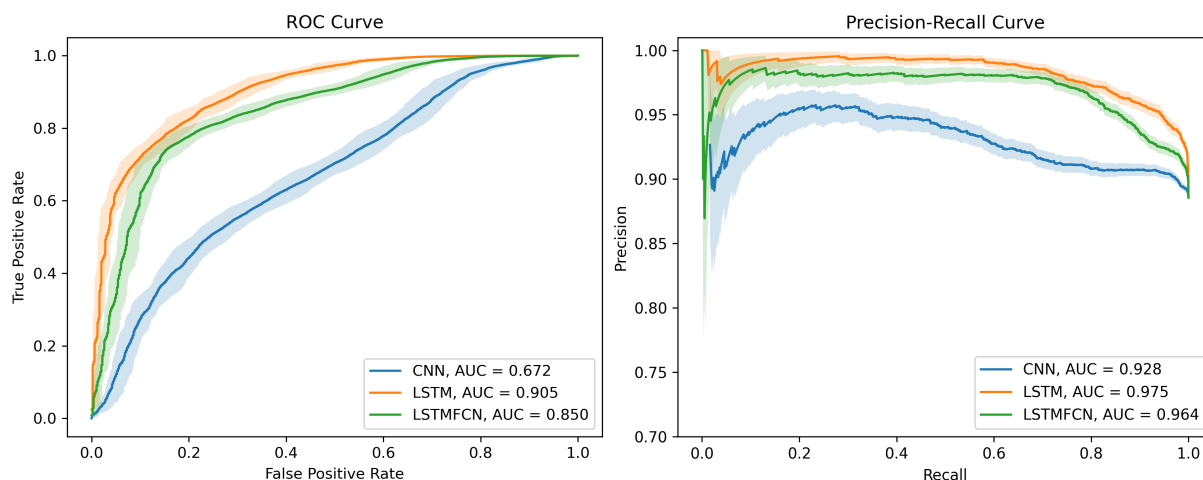 ROC Curve
True Positive Rate
1.0
0.8
0.6
0.4
0.2
0.0
CNN, AUC = 0.672
LSTM, AUC = 0.905
LSTMFCN, AUC = 0.850
0.0 0.2 0.4 0.6 0.8 1.0
False Positive Rate
Precision-Recall Curve
Precision
1.00
0.95
0.90
0.85
0.80
0.75
0.70
CNN, AUC = 0.928
LSTM, AUC = 0.975
LSTMFCN, AUC = 0.964
0.0 0.2 0.4 0.6 0.8 1.0
Recall